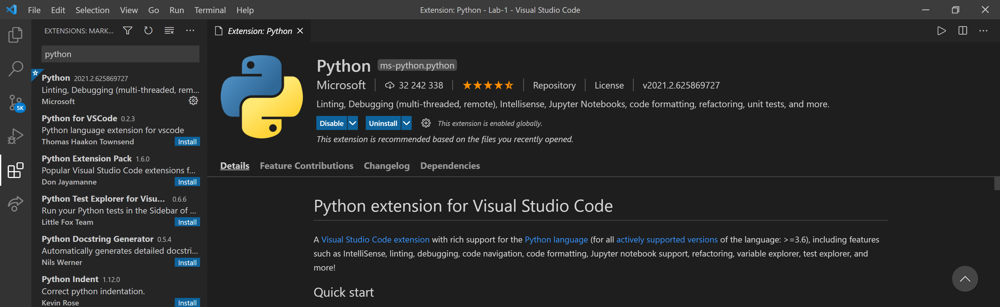 File Edit Selection View Go Run Terminal Help
Extension: Python - Lab-1 - Visual Studio Code
EXTENSIONS: MARK...
python
Python 2021.2.625869727
Linting, Debugging (multi-threaded, rem...
Microsoft
Python for VSCode 0.2.3
Python language extension for vscode
Thomas Haakon Townsend Install
Python Extension Pack 1.6.0
Popular Visual Studio Code extensions f...
Don Jayamanne Install
Python Test Explorer for Visu... 0.6.6
Run your Python tests in the Sidebar of ...
Little Fox Team Install
Python Docstring Generator 0.5.4
Automatically generates detailed docstri...
Nils Werner Install
Python Indent 1.12.0
Correct python indentation.
Kevin Rose Install
5K
Extension: Python
Python ms-python.python
Microsoft 32 242 338 Repository License v2021.2.625869727
Linting, Debugging (multi-threaded, remote), Intellisense, Jupyter Notebooks, code formatting, refactoring, unit tests, and more.
Disable Uninstall This extension is enabled globally.
This extension is recommended based on the files you recently opened.
Details Feature Contributions Changelog Dependencies
Python extension for Visual Studio Code
A Visual Studio Code extension with rich support for the Python language (for all actively supported versions of the language: >=3.6), including features
such as IntelliSense, linting, debugging, code navigation, code formatting, Jupyter notebook support, refactoring, variable explorer, test explorer, and
more!
Quick start